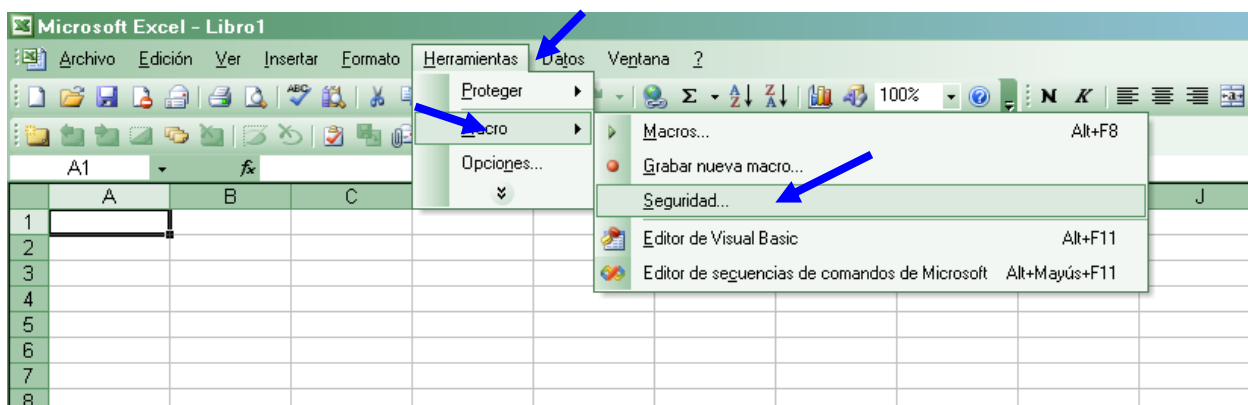 Microsoft Excel - Libro1
Archivo Edición Ver Insertar Formato Herramientas Datos Ventana ?
Proteger
100%
N K
Macro
Macros... Alt+F8
A1
fx
Opciones...
Grabar nueva macro...
A B C J
Seguridad...
1
2
Editor de Visual Basic Alt+F11
3
Editor de secuencias de comandos de Microsoft Alt+Mayús+F11
4
5
6
7
8